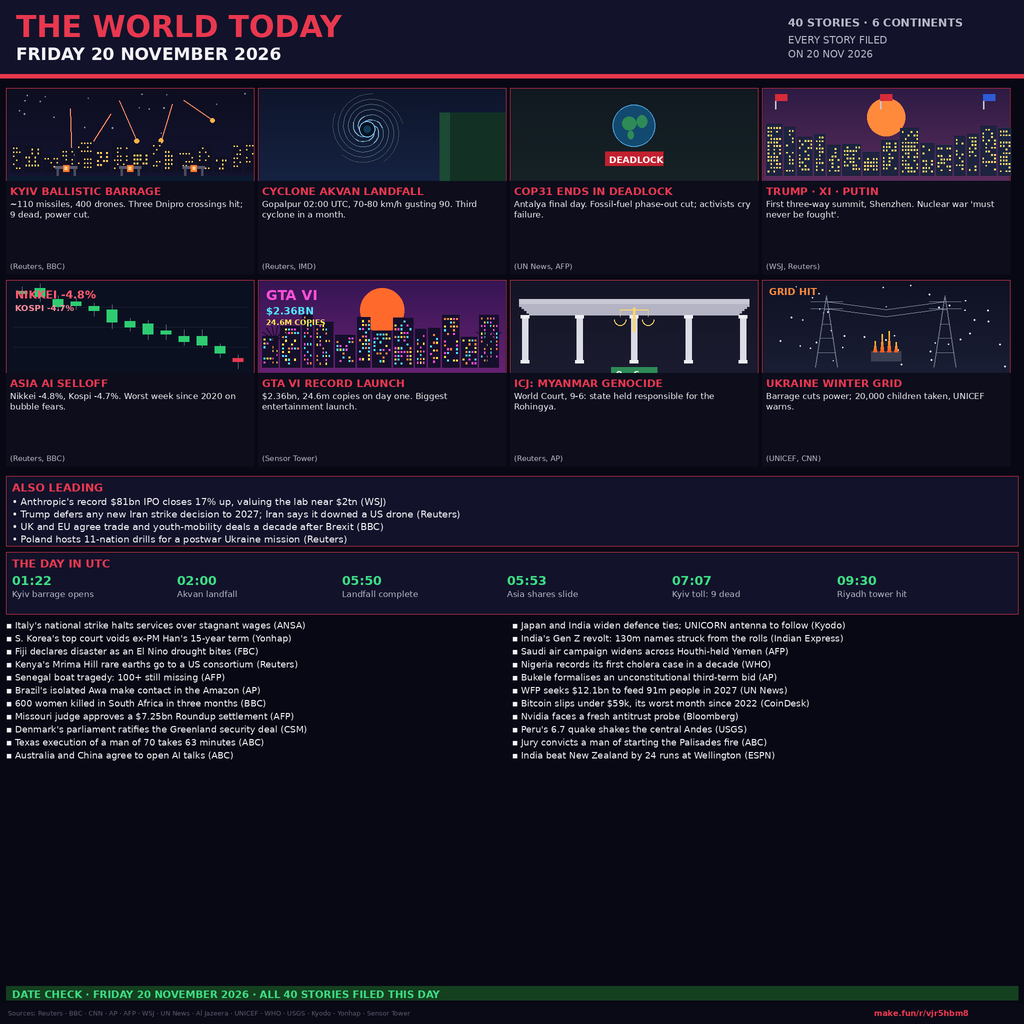 THE WORLD TODAY
FRIDAY 20 NOVEMBER 2026
40 STORIES · 6 CONTINENTS
EVERY STORY FILED
ON 20 NOV 2026
KYIV BALLISTIC BARRAGE
~110 missiles, 400 drones. Three Dnipro crossings hit;
9 dead, power cut.
(Reuters, BBC)
CYCLONE AKVAN LANDFALL
Gopalpur 02:00 UTC, 70-80 km/h gusting 90. Third
cyclone in a month.
(Reuters, IMD)
DEADLOCK
COP31 ENDS IN DEADLOCK
Antalya final day. Fossil-fuel phase-out cut; activists cry
failure.
(UN News, AFP)
TRUMP · XI · PUTIN
First three-way summit, Shenzhen. Nuclear war 'must
never be fought'.
(WSJ, Reuters)
NIKKEI -4.8%
KOSPI -4.7%
ASIA AI SELLOFF
Nikkei -4.8%, Kospi -4.7%. Worst week since 2020 on
bubble fears.
(Reuters, BBC)
GTA VI
$2.36BN
24.6M COPIES
GTA VI RECORD LAUNCH
$2.36bn, 24.6m copies on day one. Biggest
entertainment launch.
(Sensor Tower)
ICJ: MYANMAR GENOCIDE
World Court, 9-6: state held responsible for the
Rohingya.
(Reuters, AP)
GRID HIT
UKRAINE WINTER GRID
Barrage cuts power; 20,000 children taken, UNICEF
warns.
(UNICEF, CNN)
ALSO LEADING
• Anthropic's record $81bn IPO closes 17% up, valuing the lab near $2tn (WSJ)
• Trump defers any new Iran strike decision to 2027; Iran says it downed a US drone (Reuters)
• UK and EU agree trade and youth-mobility deals a decade after Brexit (BBC)
• Poland hosts 11-nation drills for a postwar Ukraine mission (Reuters)
THE DAY IN UTC
01:22
Kyiv barrage opens
02:00
Akvan landfall
05:50
Landfall complete
05:53
Asia shares slide
07:07
Kyiv toll: 9 dead
09:30
Riyadh tower hit
▪ Italy's national strike halts services over stagnant wages (ANSA)
▪ S. Korea's top court voids ex-PM Han's 15-year term (Yonhap)
▪ Fiji declares disaster as an El Nino drought bites (FBC)
▪ Kenya's Mrima Hill rare earths go to a US consortium (Reuters)
▪ Senegal boat tragedy: 100+ still missing (AFP)
▪ Brazil's isolated Awa make contact in the Amazon (AP)
▪ 600 women killed in South Africa in three months (BBC)
▪ Missouri judge approves a $7.25bn Roundup settlement (AFP)
▪ Denmark's parliament ratifies the Greenland security deal (CSM)
▪ Texas execution of a man of 70 takes 63 minutes (ABC)
▪ Australia and China agree to open AI talks (ABC)
▪ Japan and India widen defence ties; UNICORN antenna to follow (Kyodo)
▪ India's Gen Z revolt: 130m names struck from the rolls (Indian Express)
▪ Saudi air campaign widens across Houthi-held Yemen (AFP)
▪ Nigeria records its first cholera case in a decade (WHO)
▪ Bukele formalises an unconstitutional third-term bid (AP)
▪ WFP seeks $12.1bn to feed 91m people in 2027 (UN News)
▪ Bitcoin slips under $59k, its worst month since 2022 (CoinDesk)
▪ Nvidia faces a fresh antitrust probe (Bloomberg)
▪ Peru's 6.7 quake shakes the central Andes (USGS)
▪ Jury convicts a man of starting the Palisades fire (ABC)
▪ India beat New Zealand by 24 runs at Wellington (ESPN)
DATE CHECK · FRIDAY 20 NOVEMBER 2026 · ALL 40 STORIES FILED THIS DAY
Sources: Reuters · BBC · CNN · AP · AFP · WSJ · UN News · Al Jazeera · UNICEF · WHO · USGS · Kyodo · Yonhap · Sensor Tower
make.fun/r/vjr5hbm8